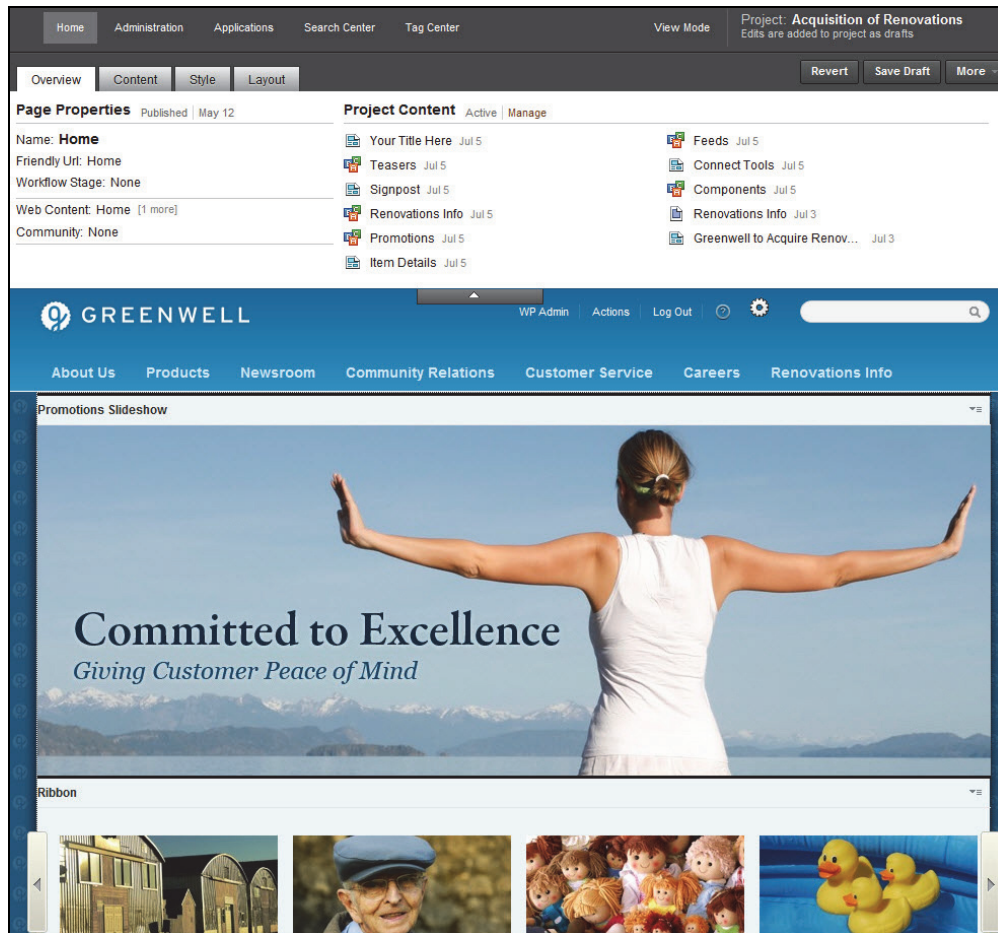 Home Administration Applications Search Center Tag Center View Mode Project: Acquisition of Renovations
Edits are added to project as drafts
Overview Content Style Layout Revert Save Draft More
Page Properties Published May 12
Name: Home
Friendly Url: Home
Workflow Stage: None
Web Content: Home [1 more]
Community: None
Project Content Active Manage
Your Title Here Jul 5
Teasers Jul 5
Signpost Jul 5
Renovations Info Jul 5
Promotions Jul 5
Item Details Jul 5
Feeds Jul 5
Connect Tools Jul 5
Components Jul 5
Renovations Info Jul 3
Greenwell to Acquire Renov... Jul 3
GREENWELL WP Admin Actions Log Out ?
About Us Products Newsroom Community Relations Customer Service Careers Renovations Info
Promotions Slideshow
Committed to Excellence
Giving Customer Peace of Mind
Ribbon